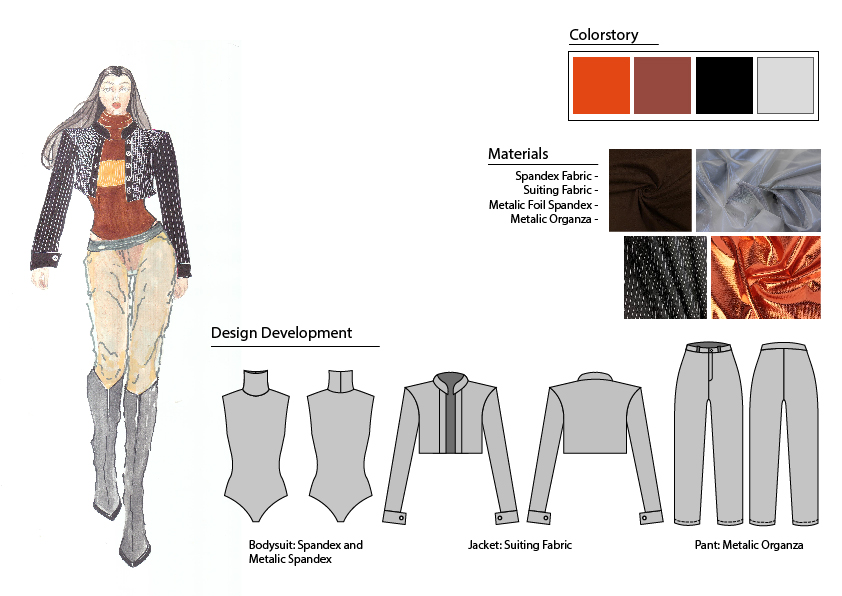 Colorstory
Materials
Spandex Fabric -
Suiting Fabric -
Metalic Foil Spandex -
Metalic Organza -
Design Development
Bodysuit: Spandex and
Metalic Spandex
Jacket: Suiting Fabric
Pant: Metalic Organza